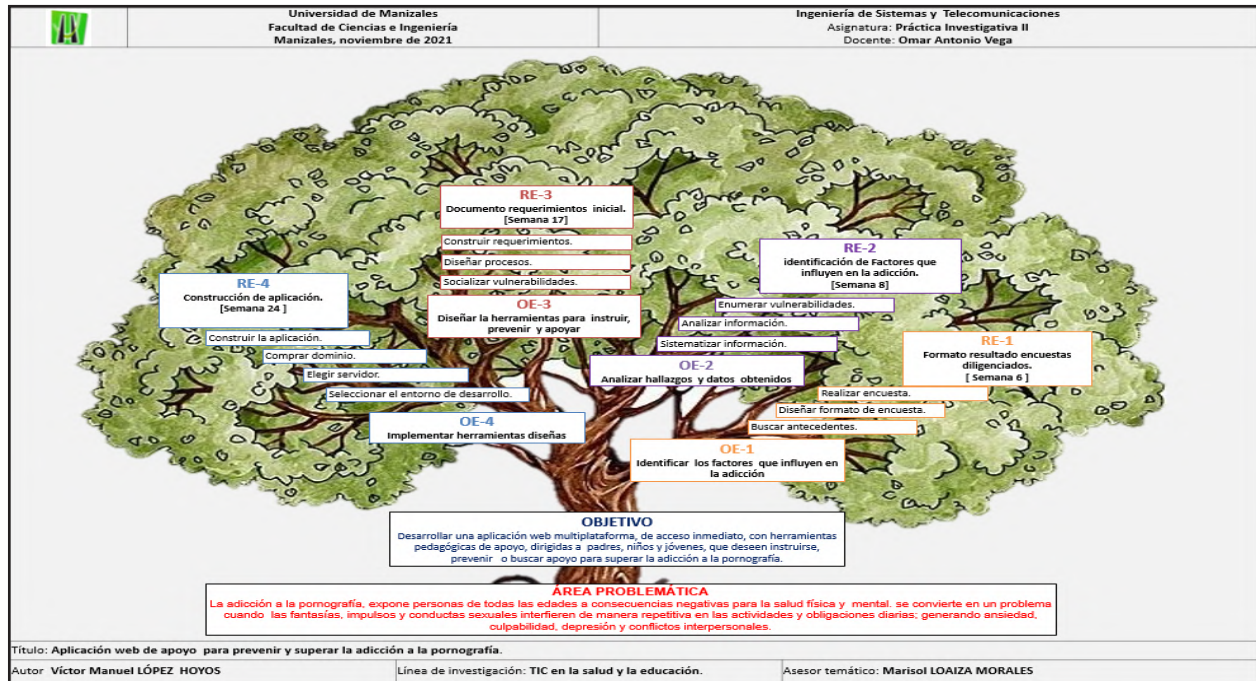 Universidad de Manizales
Facultad de Ciencias e Ingeniería
Manizales, noviembre de 2021
Ingeniería de Sistemas y Telecomunicaciones
Asignatura: Práctica Investigativa II
Docente: Omar Antonio Vega
RE-3
Documento requerimientos inicial.
[Semana 17]
Construir requerimientos.
Diseñar procesos.
Socializar vulnerabilidades.
OE-3
Diseñar la herramientas para instruir,
prevenir y apoyar
RE-2
identificación de Factores que
influyen en la adicción.
[Semana 8]
Enumerar vulnerabilidades.
Analizar información.
Sistematizar información.
OE-2
Analizar hallazgos y datos obtenidos
RE-4
Construcción de aplicación.
[Semana 24 ]
Construir la aplicación.
Comprar dominio.
Elegir servidor.
Seleccionar el entorno de desarrollo.
OE-4
Implementar herramientas diseñas
RE-1
Formato resultado encuestas
diligenciados.
[ Semana 6 ]
Realizar encuesta.
Diseñar formato de encuesta.
Buscar antecedentes.
OE-1
Identificar los factores que influyen en
la adicción
OBJETIVO
Desarrollar una aplicación web multiplataforma, de acceso inmediato, con herramientas
pedagógicas de apoyo, dirigidas a padres, niños y jóvenes, que deseen instruirse,
prevenir o buscar apoyo para superar la adicción a la pornografía.
ÁREA PROBLEMÁTICA
La adicción a la pornografía, expone personas de todas las edades a consecuencias negativas para la salud física y mental. se convierte en un problema
cuando las fantasías, impulsos y conductas sexuales interfieren de manera repetitiva en las actividades y obligaciones diarias; generando ansiedad,
culpabilidad, depresión y conflictos interpersonales.
Título: Aplicación web de apoyo para prevenir y superar la adicción a la pornografía.
Autor Víctor Manuel LÓPEZ HOYOS
Línea de investigación: TIC en la salud y la educación.
Asesor temático: Marisol LOAIZA MORALES